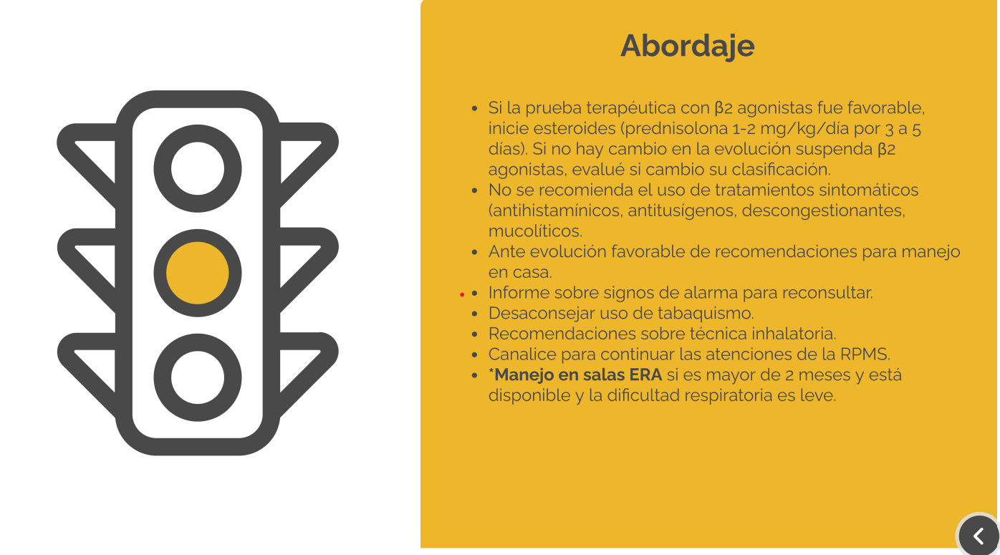 Abordaje
• Si la prueba terapéutica con β2 agonistas fue favorable,
inicie esteroides (prednisolona 1-2 mg/kg/día por 3 a 5
días). Si no hay cambio en la evolución suspenda β2
agonistas, evalué si cambio su clasificación.
• No se recomienda el uso de tratamientos sintomáticos
(antihistamínicos, antitusígenos, descongestionantes,
mucolíticos.
• Ante evolución favorable de recomendaciones para manejo
en casa.
• Informe sobre signos de alarma para reconsultar.
• Desaconsejar uso de tabaquismo.
• Recomendaciones sobre técnica inhalatoria.
• Canalice para continuar las atenciones de la RPMS.
• *Manejo en salas ERA si es mayor de 2 meses y está
disponible y la dificultad respiratoria es leve.